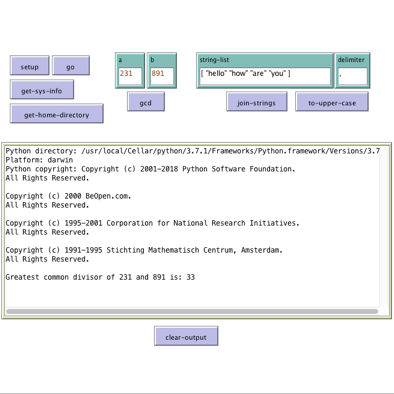 a
b
string-list
delimiter
setup
go
231
891
[ "hello" "how" "are" "you" ]
,
get-sys-info
gcd
join-strings
to-upper-case
get-home-directory
Python directory: /usr/local/Cellar/python/3.7.1/Frameworks/Python.framework/Versions/3.7
Platform: darwin
Python copyright: Copyright (c) 2001-2018 Python Software Foundation.
All Rights Reserved.
Copyright (c) 2000 BeOpen.com.
All Rights Reserved.
Copyright (c) 1995-2001 Corporation for National Research Initiatives.
All Rights Reserved.
Copyright (c) 1991-1995 Stichting Mathematisch Centrum, Amsterdam.
All Rights Reserved.
Greatest common divisor of 231 and 891 is: 33
clear-output